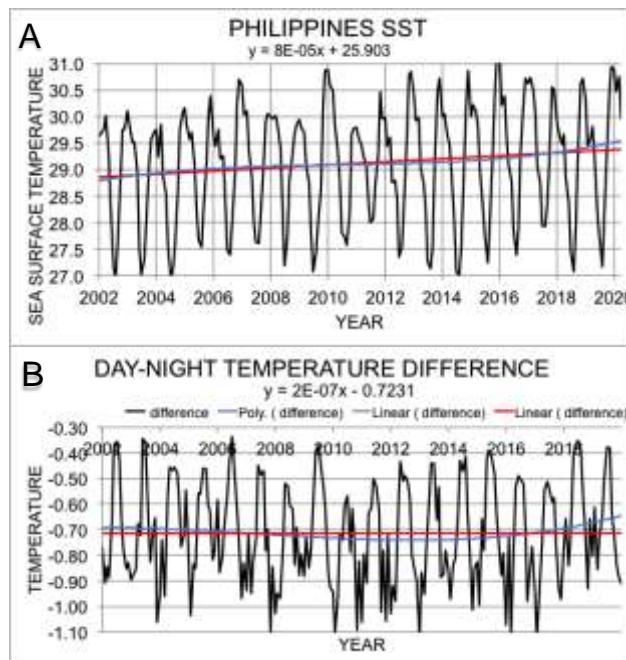 A
PHILIPPINES SST
y = 8E-05x + 25.903
SEA SURFACE TEMPERATURE
31.0
30.5
30.0
29.5
29.0
28.5
28.0
27.5
27.0
2002 2004 2006 2008 2010 2012 2014 2016 2018 2020
YEAR
B
DAY-NIGHT TEMPERATURE DIFFERENCE
y = 2E-07x - 0.7231
difference Poly. ( difference) Linear ( difference) Linear ( difference)
TEMPERATURE
-0.30
2004 2006 2008 2010 2012 2014 2016
-0.40
-0.50
-0.60
-0.70
-0.80
-0.90
-1.00
-1.10
YEAR